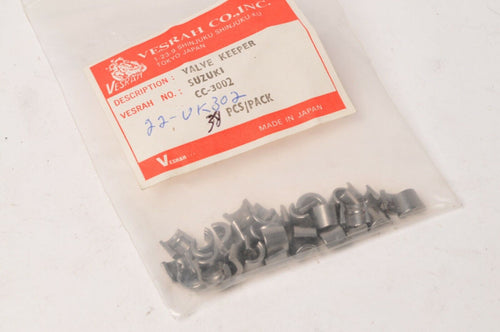 VESRAH CO., INC.
1-23-9 SHINJUKU SHINJUKU-KU
TOKYO JAPAN
VESRAH
DESCRIPTION: VALVE KEEPER
SUZUKI
VESRAH NO.: CC-3002
22-VK302
38 PCS/PACK
VESRAH
MADE IN JAPAN